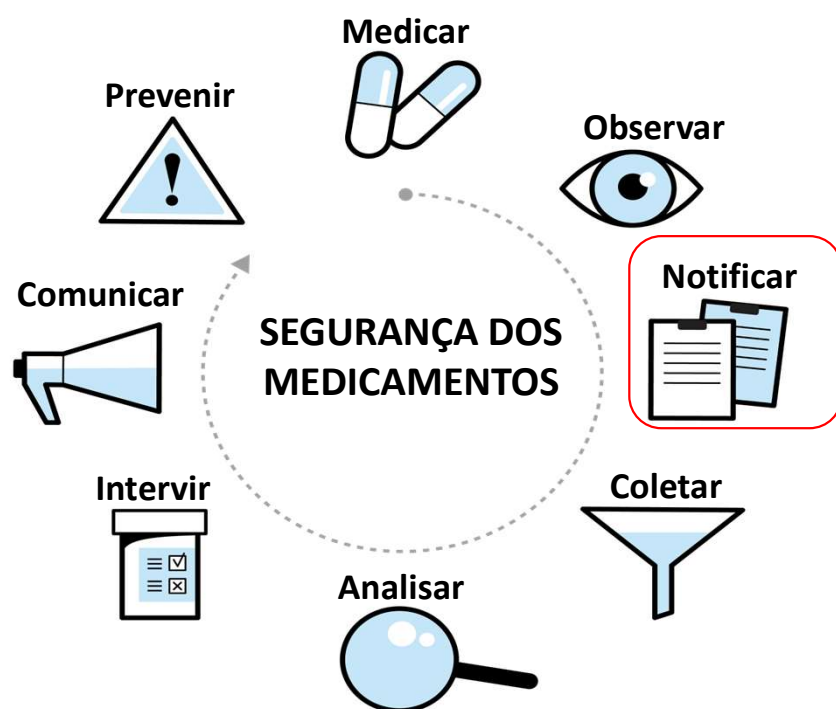 Medicar
Prevenir
Observar
Notificar
Comunicar
SEGURANÇA DOS
MEDICAMENTOS
Intervir
Coletar
Analisar